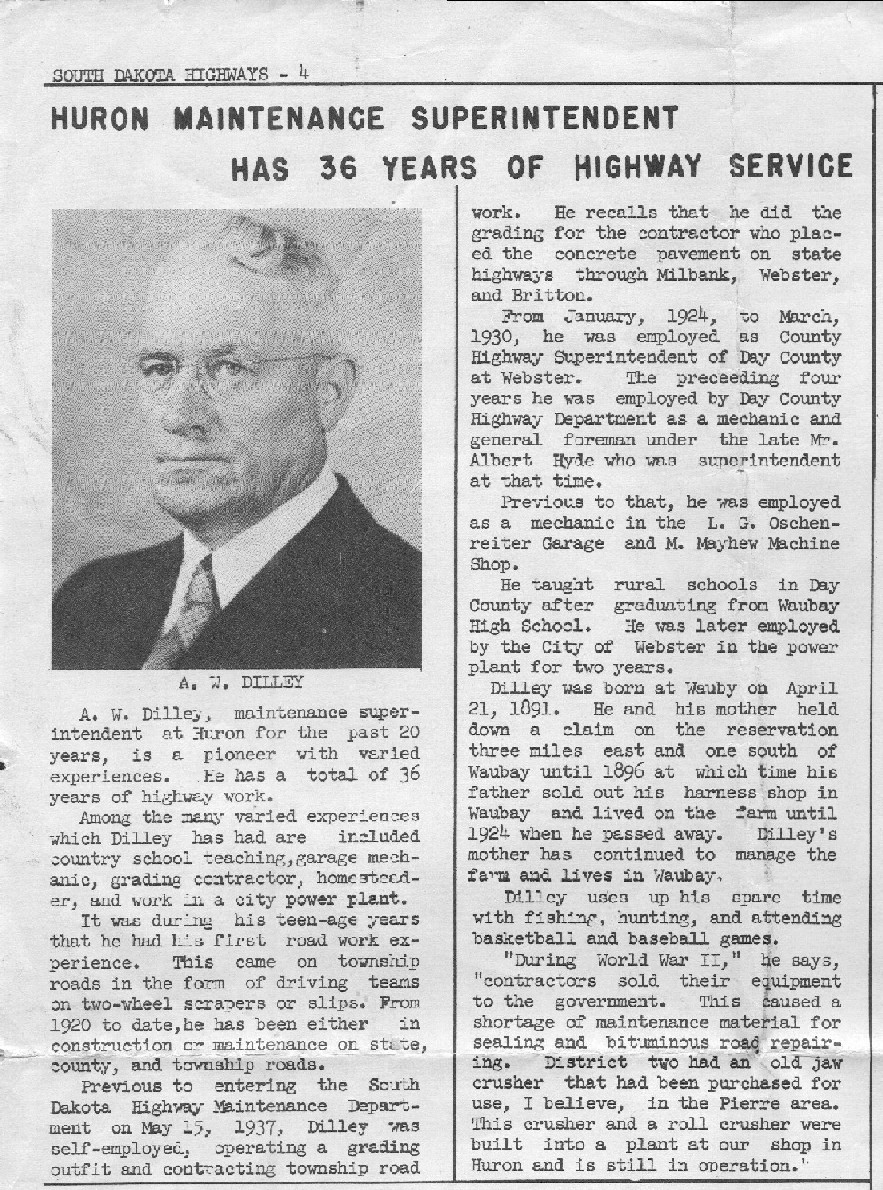 SOUTH DAKOTA HIGHWAYS - 4
HURON MAINTENANCE SUPERINTENDENT
HAS 36 YEARS OF HIGHWAY SERVICE
A. W. DILLEY
A. W. Dilley, maintenance super-
intendent at Huron for the past 20
years, is a pioneer with varied
experiences. He has a total of 36
years of highway work.
Among the many varied experiences
which Dilley has had are included
country school teaching,garage mech-
anic, grading contractor, homestead-
er, and work in a city power plant.
It was during his teen-age years
that he had his first road work ex-
perience. This came on township
roads in the form of driving teams
on two-wheel scrapers or slips. From
1920 to date,he has been either in
construction or maintenance on state,
county, and township roads.
Previous to entering the South
Dakota Highway Maintenance Depart-
ment on May 15, 1937, Dilley was
self-employed, operating a grading
outfit and contracting township road
work. He recalls that he did the
grading for the contractor who plac-
ed the concrete pavement on state
highways through Milbank, Webster,
and Britton.
From January, 1924, to March,
1930, he was employed as County
Highway Superintendent of Day County
at Webster. The preceeding four
years he was employed by Day County
Highway Department as a mechanic and
general foreman under the late Mr.
Albert Hyde who was superintendent
at that time.
Previous to that, he was employed
as a mechanic in the L. G. Oschen-
reiter Garage and M. Mayhew Machine
Shop.
He taught rural schools in Day
County after graduating from Waubay
High School. He was later employed
by the City of Webster in the power
plant for two years.
Dilley was born at Wauby on April
21, 1891. He and his mother held
down a claim on the reservation
three miles east and one south of
Waubay until 1896 at which time his
father sold out his harness shop in
Waubay and lived on the farm until
1924 when he passed away. Dilley's
mother has continued to manage the
farm and lives in Waubay.
Dilley uses up his spare time
with fishing, hunting, and attending
basketball and baseball games.
"During World War II," he says,
"contractors sold their equipment
to the government. This caused a
shortage of maintenance material for
sealing and bituminous road repair-
ing. District two had an old jaw
crusher that had been purchased for
use, I believe, in the Pierre area.
This crusher and a roll crusher were
built into a plant at our shop in
Huron and is still in operation."